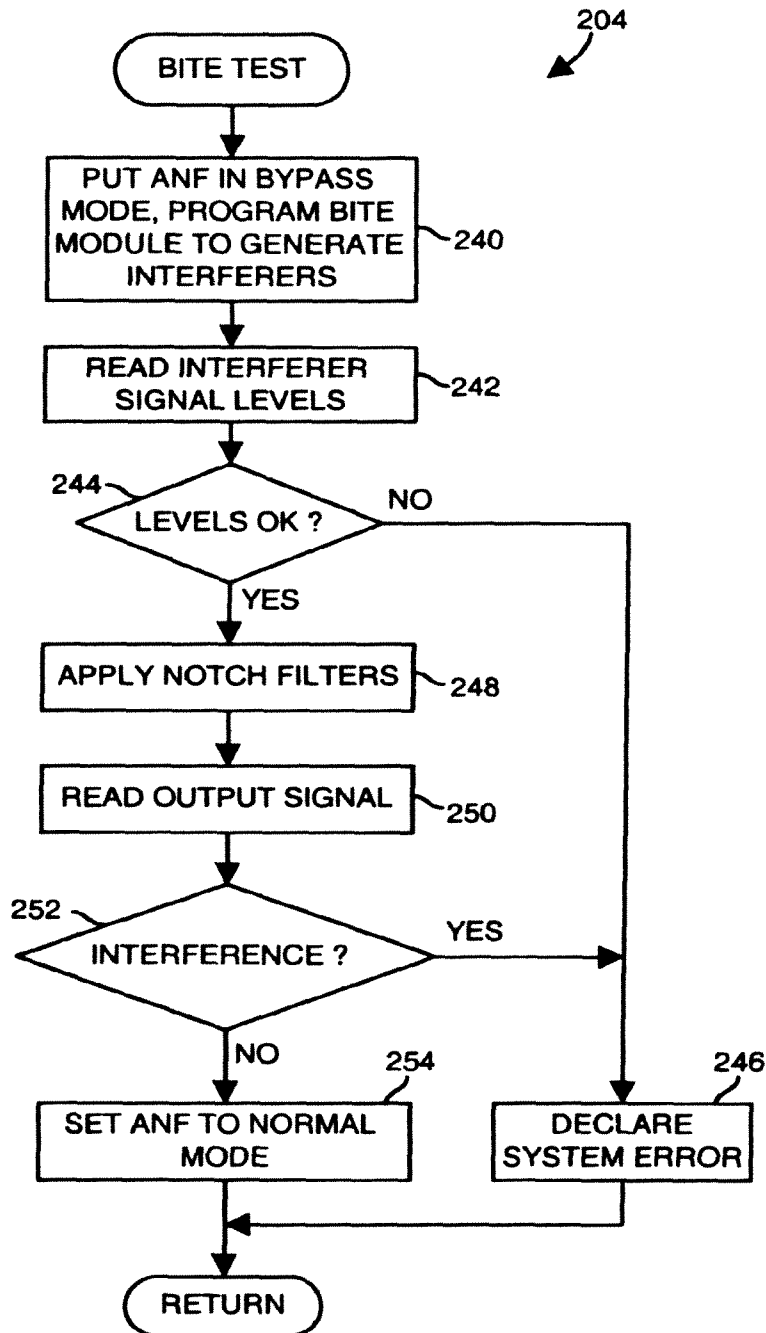 204
BITE TEST
PUT ANF IN BYPASS
MODE, PROGRAM BITE
MODULE TO GENERATE
INTERFERERS
240
READ INTERFERER
SIGNAL LEVELS
242
244
LEVELS OK ?
NO
YES
APPLY NOTCH FILTERS
248
READ OUTPUT SIGNAL
250
252
INTERFERENCE ?
YES
NO
254
SET ANF TO NORMAL
MODE
246
DECLARE
SYSTEM ERROR
RETURN